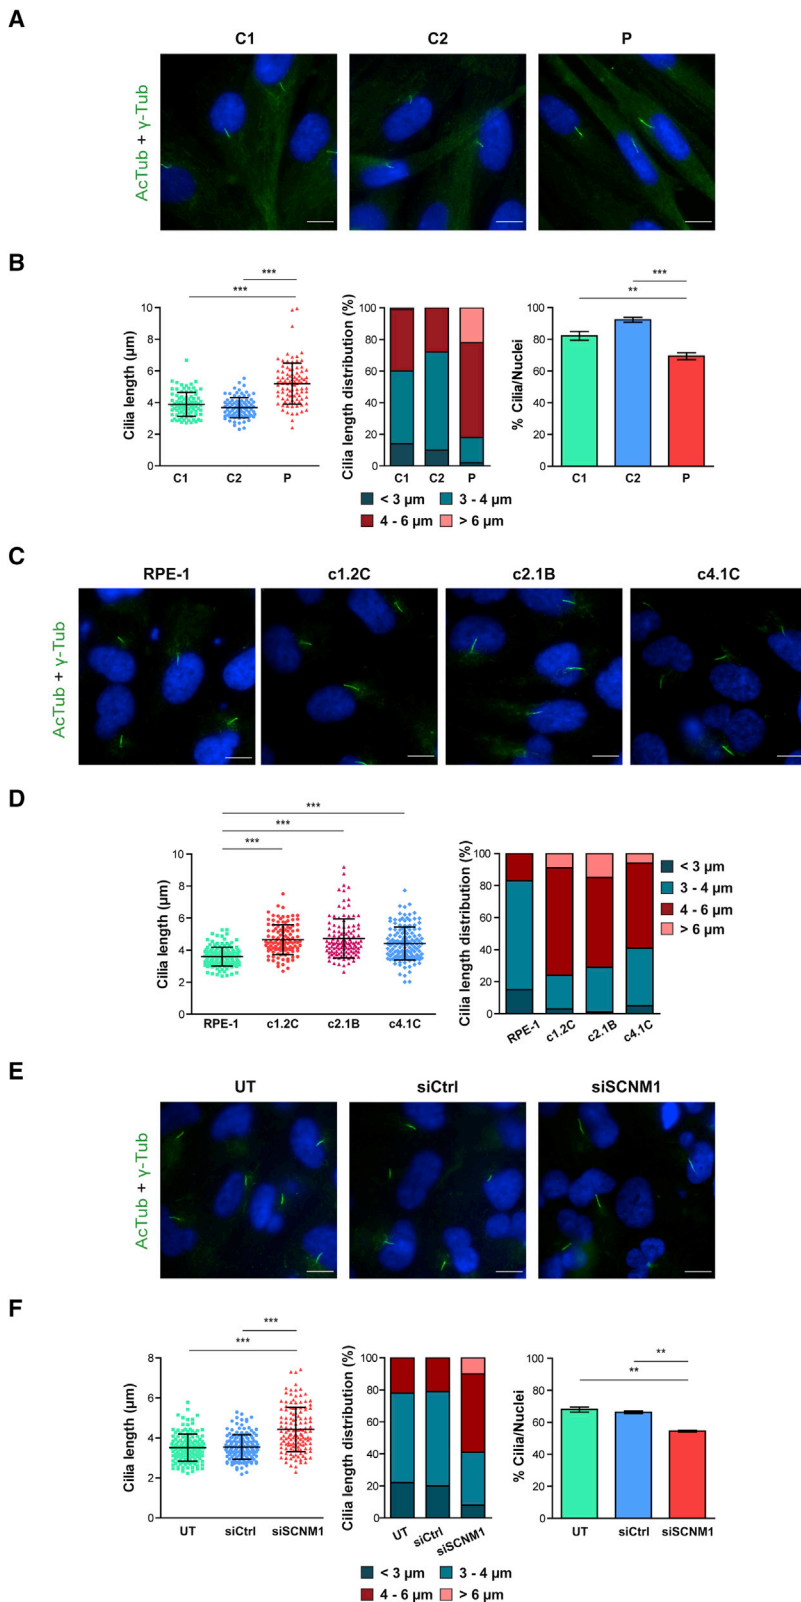 A
C1 C2 P
AcTub + γ-Tub
B
*** ***
*** **
Cilia length (μm)
10
8
6
4
2
0
C1 C2 P
Cilia length distribution (%)
100
80
60
40
20
0
C1 C2 P
< 3 μm 3 - 4 μm
4 - 6 μm > 6 μm
% Cilia/Nuclei
100
80
60
40
20
0
C1 C2 P
C
RPE-1 c1.2C c2.1B c4.1C
AcTub + γ-Tub
D
***
***
***
Cilia length (μm)
10
8
6
4
2
0
RPE-1 c1.2C c2.1B c4.1C
Cilia length distribution (%)
100
80
60
40
20
0
RPE-1 c1.2C c2.1B c4.1C
< 3 μm
3 - 4 μm
4 - 6 μm
> 6 μm
E
UT siCtrl siSCNM1
AcTub + γ-Tub
F
***
***
Cilia length (μm)
8
6
4
2
0
UT siCtrl siSCNM1
Cilia length distribution (%)
100
80
60
40
20
0
UT siCtrl siSCNM1
< 3 μm 3 - 4 μm
4 - 6 μm > 6 μm
**
**
% Cilia/Nuclei
100
80
60
40
20
0
UT siCtrl siSCNM1